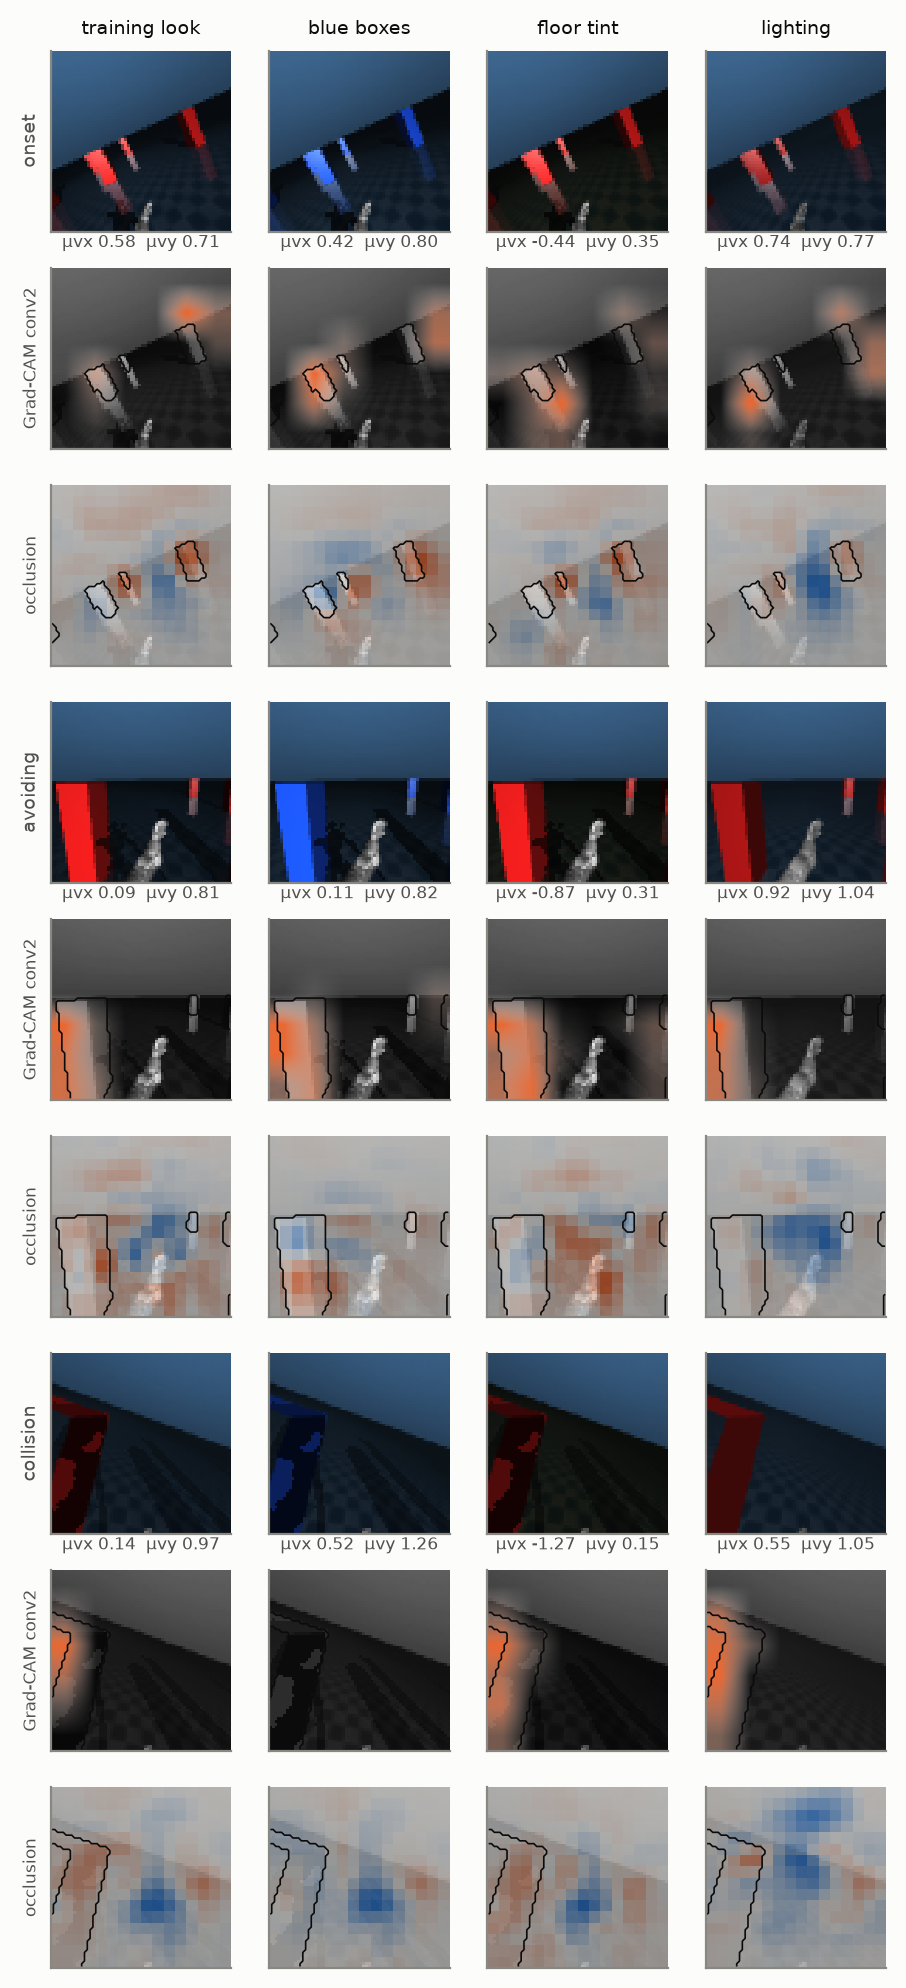 training look blue boxes floor tint lighting
onset
μvx 0.58 μvy 0.71 μvx 0.42 μvy 0.80 μvx -0.44 μvy 0.35 μvx 0.74 μvy 0.77
Grad-CAM conv2
occlusion
avoiding
μvx 0.09 μvy 0.81 μvx 0.11 μvy 0.82 μvx -0.87 μvy 0.31 μvx 0.92 μvy 1.04
Grad-CAM conv2
occlusion
collision
μvx 0.14 μvy 0.97 μvx 0.52 μvy 1.26 μvx -1.27 μvy 0.15 μvx 0.55 μvy 1.05
Grad-CAM conv2
occlusion